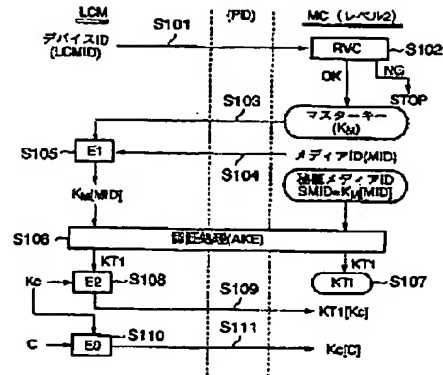 LCM (PD) MC (レベル2)
デバイスID S101
(LCMID)
RVC S102
OK NG
STOP
S103
マスターキー
(KM)
S105 E1 メディアID(MID)
S104
KM[MID]
メディアID
SMID=KM[MID]
S106 (AKE)
KT1 KT1
Kc E2 S108 KT1 S107
S109
KT1[Kc]
C E0 S110 S111 Kc[C]